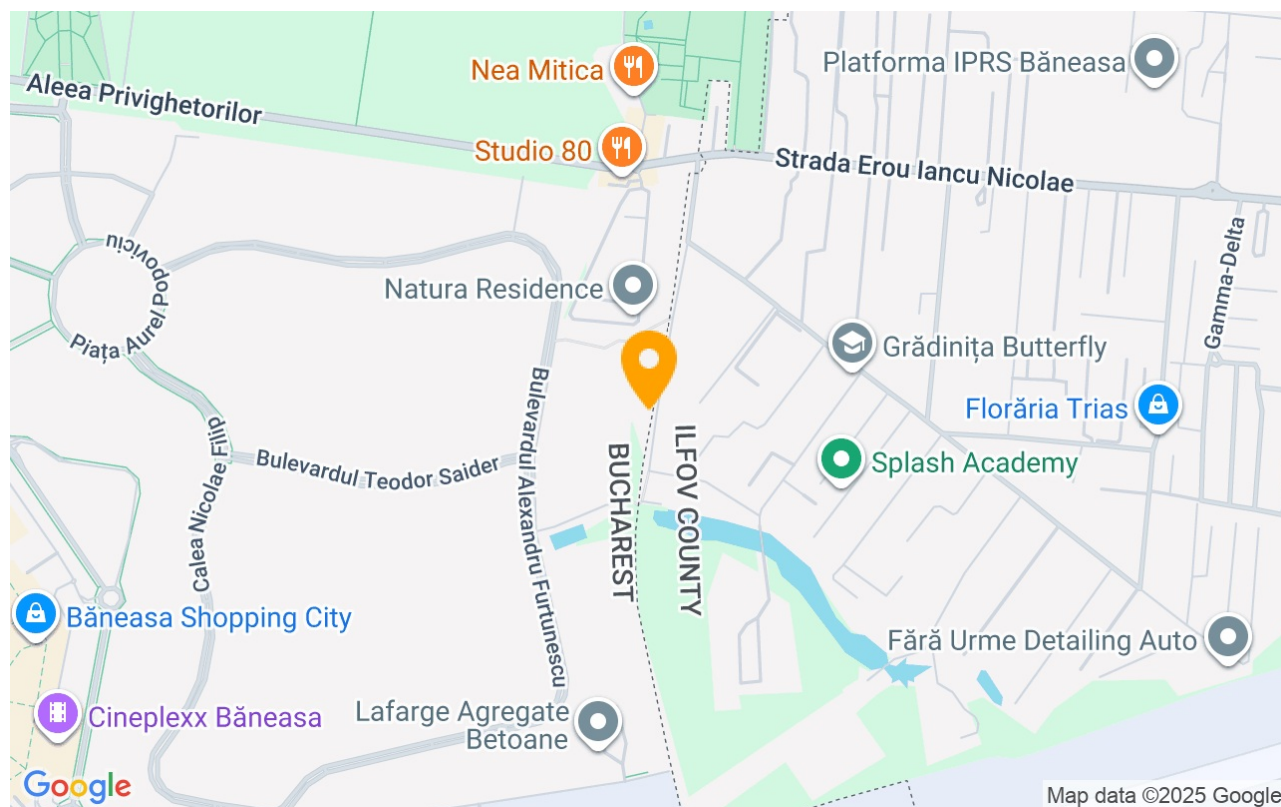 Nea Mitica
Platforma IPRS Băneasa
Aleea Privighetorilor
Studio 80
Strada Erou Iancu Nicolae
Piața Aurel Popoviciu
Gamma-Delta
Natura Residence
Grădinița Butterfly
Florăria Trias
Calea Nicolae Filip
Bulevardul Teodor Saider
Bulevardul Alexandru Furtunescu
BUCHAREST
ILFOV COUNTY
Splash Academy
Băneasa Shopping City
Fără Urme Detailing Auto
Cineplexx Băneasa
Lafarge Agregate
Betoane
Google
Map data ©2025 Google